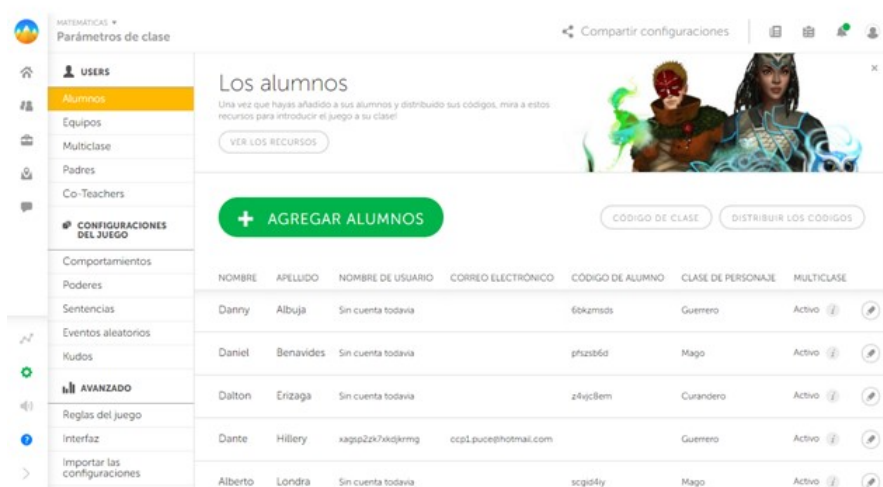 MATEMÁTICAS
Parámetros de clase
Compartir configuraciones
USERS
Alumnos
Equipos
Multiclase
Padres
Co-Teachers
CONFIGURACIONES
DEL JUEGO
Comportamientos
Poderes
Sentencias
Eventos aleatorios
Kudos
AVANZADO
Reglas del juego
Interfaz
Importar las
configuraciones
Los alumnos
Una vez que hayas añadido a sus alumnos y distribuido sus códigos, mira a estos
recursos para introducir el juego a su clase!
VER LOS RECURSOS
+ AGREGAR ALUMNOS
CÓDIGO DE CLASE
DISTRIBUIR LOS CÓDIGOS
NOMBRE APELLIDO NOMBRE DE USUARIO CORREO ELECTRÓNICO CÓDIGO DE ALUMNO CLASE DE PERSONAJE MULTICLASE
Danny Albuja Sin cuenta todavia 6bkzmsds Guerrero Activo i
Daniel Benavides Sin cuenta todavia pfszsb6d Mago Activo i
Dalton Erizaga Sin cuenta todavia z4vjc8em Curandero Activo i
Dante Hillery xagsp2zk7xkdjkrmg ccp1.puce@hotmail.com Guerrero Activo i
Alberto Londra Sin cuenta todavia scgid4iy Mago Activo i